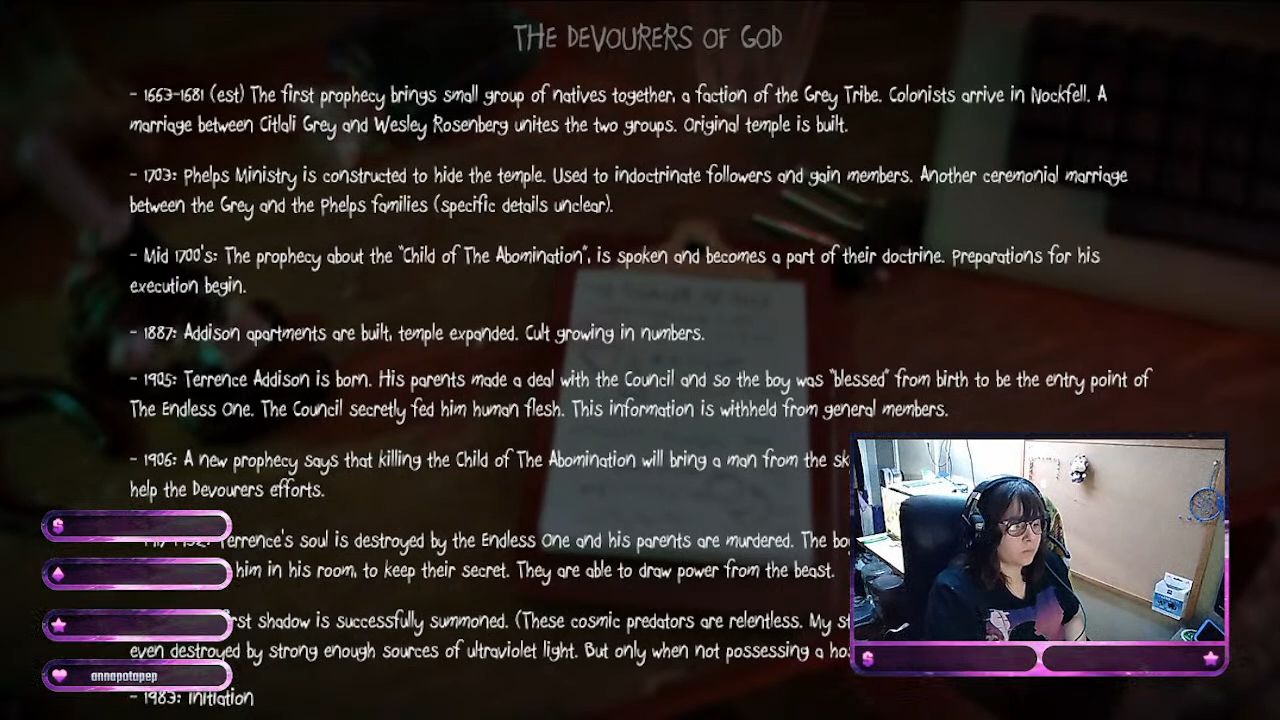 THE DEVOURERS OF GOD
- 1663-1681 (est) The first prophecy brings small group of natives together, a faction of the Grey Tribe. Colonists arrive in Nockfell. A
marriage between Citlali Grey and Wesley Rosenberg unites the two groups. Original temple is built.
- 1703: Phelps Ministry is constructed to hide the temple. Used to indoctrinate followers and gain members. Another ceremonial marriage
between the Grey and the Phelps families (specific details unclear).
- Mid 1700's: The prophecy about the "Child of The Abomination", is spoken and becomes a part of their doctrine. Preparations for his
execution begin.
- 1887: Addison apartments are built, temple expanded. Cult growing in numbers.
- 1905: Terrence Addison is born. His parents made a deal with the Council and so the boy was "blessed" from birth to be the entry point of
The Endless One. The Council secretly fed him human flesh. This information is withheld from general members.
- 1906: A new prophecy says that killing the Child of The Abomination will bring a man from the sk
help the Devourers efforts.
Terrence's soul is destroyed by the Endless One and his parents are murdered. The bo
him in his room, to keep their secret. They are able to draw power from the beast.
rst shadow is successfully summoned. (These cosmic predators are relentless. My st
even destroyed by strong enough sources of ultraviolet light. But only when not possessing a ho
annapotapep
- 1983: Initiation